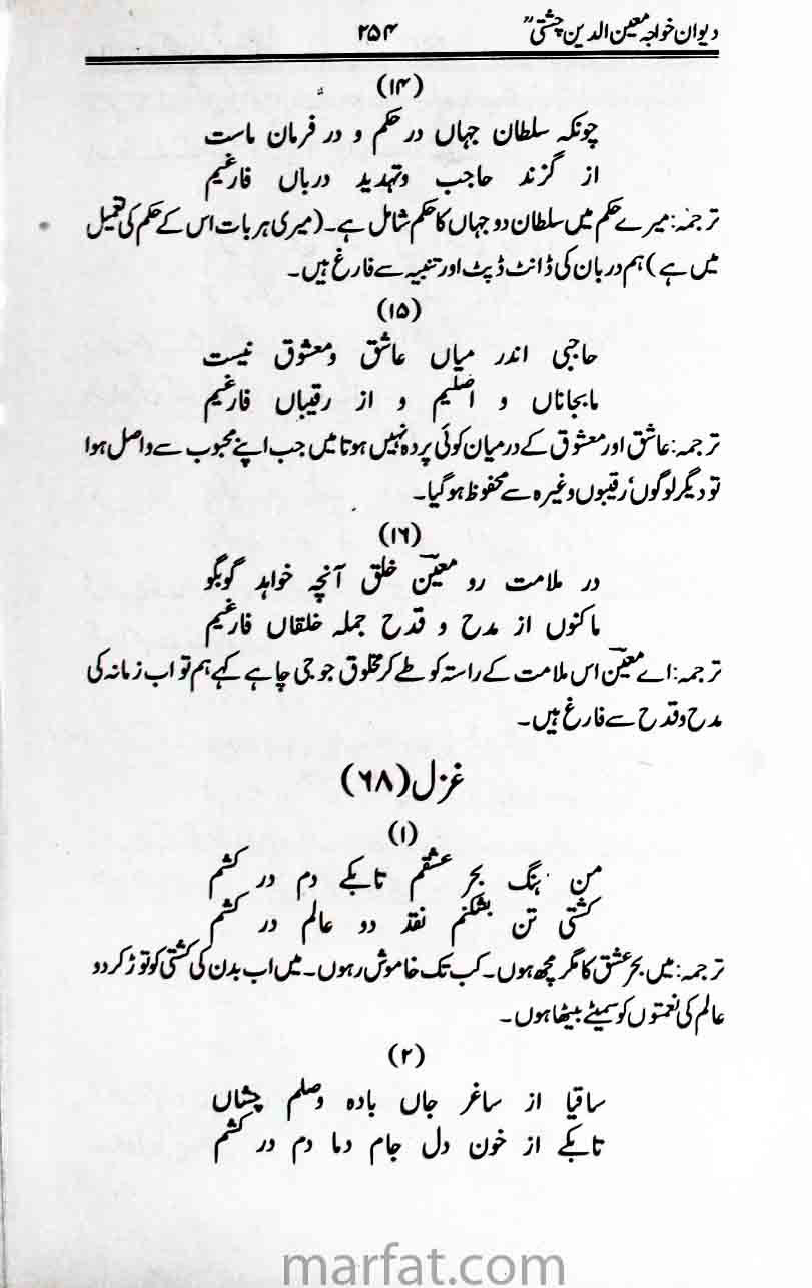 دیوان خواجہ معین الدین چشتیؒ ۲۵۴
(۱۴)
چونکہ سلطان جہاں در حکم و در فرمان ماست
از گزند حاجب وتہدید درباں فارغیم
ترجمہ: میرے حکم میں سلطان دو جہاں کا حکم شامل ہے۔ (میری ہر بات اس کے حکم کی تعمیل
میں ہے) ہم دربان کی ڈانٹ ڈپٹ اور تنبیہ سے فارغ ہیں۔
(۱۵)
حاجبی اندر میاں عاشق ومعشوق نیست
مابجاناں و اصلیم و از رقیباں فارغیم
ترجمہ: عاشق اور معشوق کے درمیان کوئی پردہ نہیں ہوتا میں جب اپنے محبوب سے واصل ہوا
تو دیگر لوگوں، رقیبوں وغیرہ سے محفوظ ہو گیا۔
(۱۶)
در ملامت رو معینؔ خلق آنچہ خواہد گوبگو
ماکنوں از مدح و قدح جملہ خلقاں فارغیم
ترجمہ: اے معینؔ اس ملامت کے راستہ کو طے کر مخلوق جو جی چاہے کہے ہم تو اب زمانہ کی
مدح وقدح سے فارغ ہیں۔
غزل (۶۸)
(۱)
من نہنگ بحر عشقم تابکے دم در کشم
کشتی تن بشکنم نقد دو عالم در کشم
ترجمہ: میں بحر عشق کا مگر مچھ ہوں۔ کب تک خاموش رہوں۔ میں اب بدن کی کشتی کو توڑ کر دو
عالم کی نعمتوں کو سمیٹے بیٹھا ہوں۔
(۲)
ساقیا از ساغر جاں بادہ وصلم چشاں
تابکے از خون دل جام دما دم در کشم
marfat.com